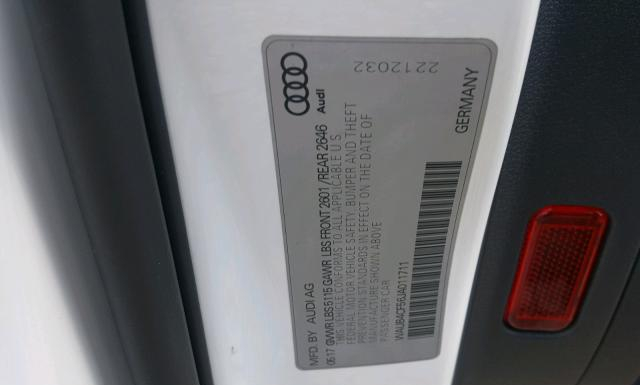 Audi
2212032
MFD. BY AUDI AG
GERMANY
05.17 GVWR LBS 5115 GAWR LBS FRONT 2601/REAR 2646
THIS VEHICLE CONFORMS TO ALL APPLICABLE U.S.
FEDERAL MOTOR VEHICLE SAFETY, BUMPER AND THEFT
PREVENTION STANDARDS IN EFFECT ON THE DATE OF
MANUFACTURE SHOWN ABOVE
PASSENGER CAR
WAUB4CF56JA011711